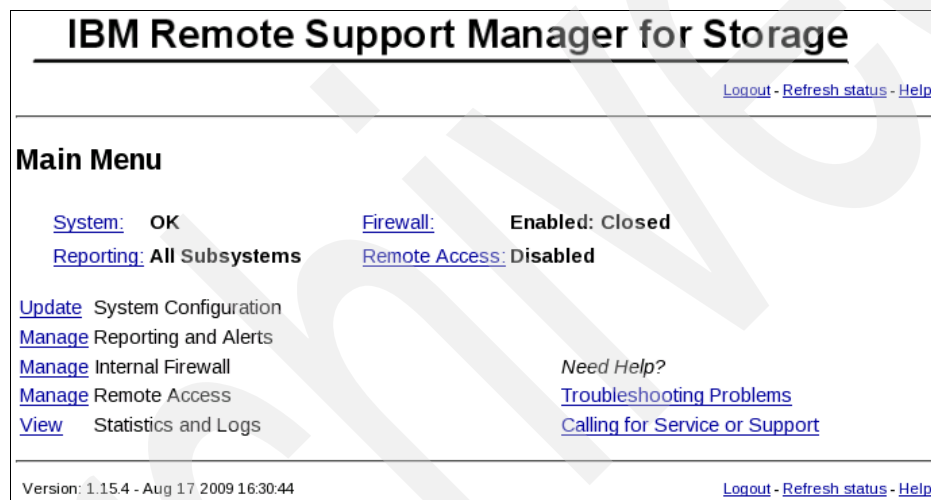 IBM Remote Support Manager for Storage
Logout - Refresh status - Help
Main Menu
System: OK Firewall: Enabled: Closed
Reporting: All Subsystems Remote Access: Disabled
Update System Configuration
Manage Reporting and Alerts
Manage Internal Firewall Need Help?
Manage Remote Access Troubleshooting Problems
View Statistics and Logs Calling for Service or Support
Version: 1.15.4 - Aug 17 2009 16:30:44 Logout - Refresh status - Help